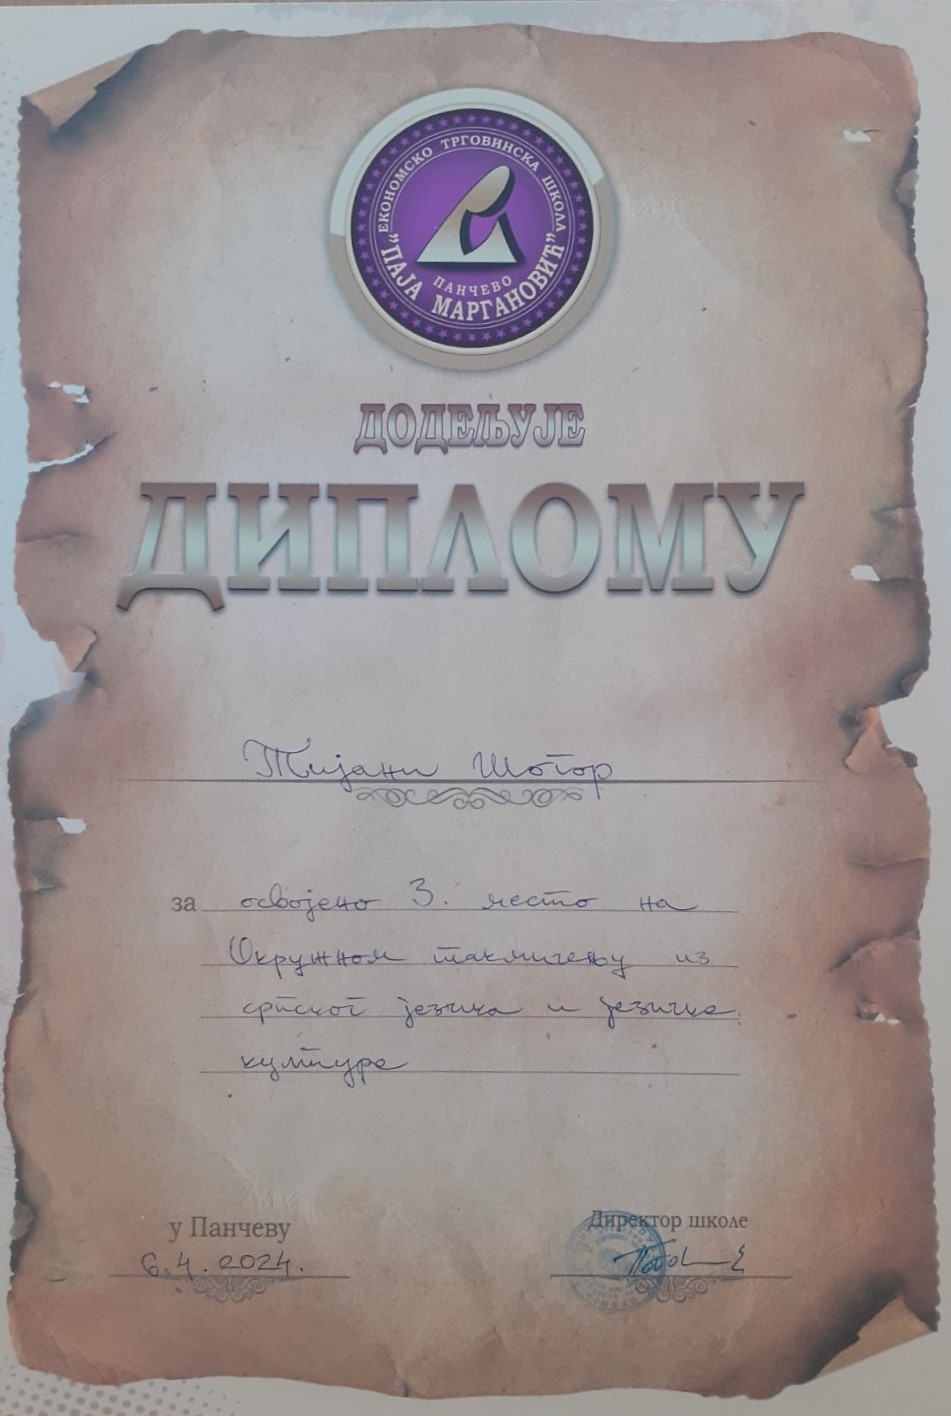 ЕКОНОМСКО ТРГОВИНСКА ШКОЛА
"ПАЈА МАРГАНОВИЋ"
ПАНЧЕВО
ДОДЕЉУЈЕ
ДИПЛОМУ
Тијани Шотор
за освојено 3. место на
Окружном такмичењу из
српског језика и језичке
културе
у Панчеву
Директор школе
6.4.2024.